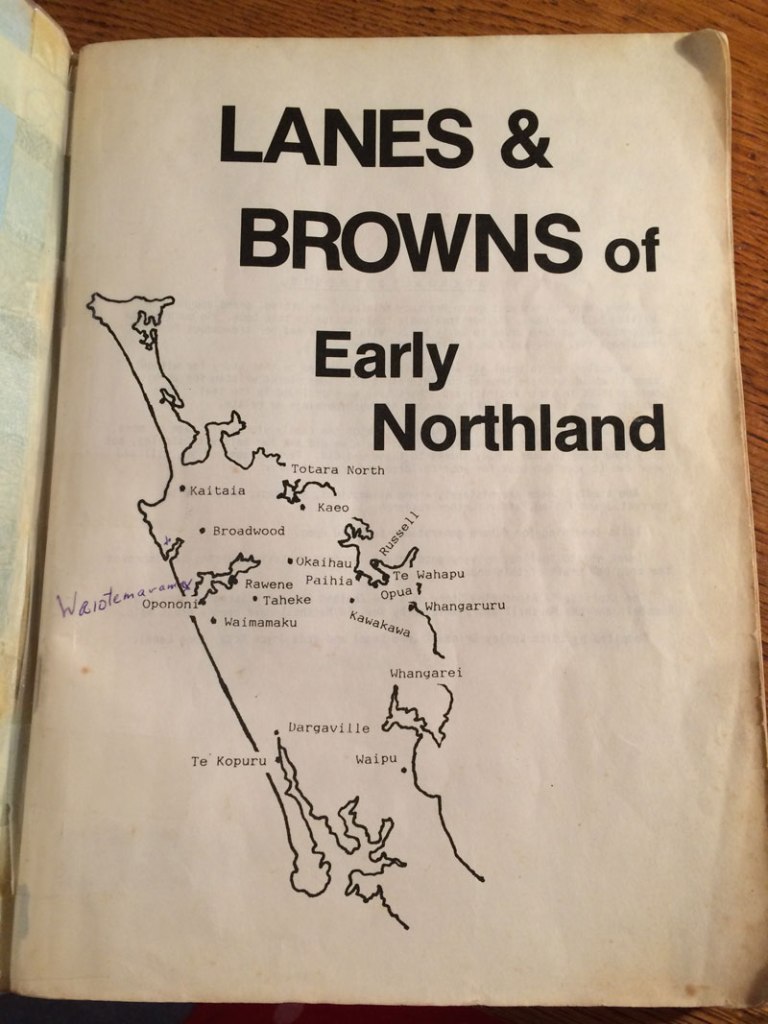 LANES &
BROWNS of
Early
Northland
Totara North
Kaitaia
Kaeo
Russell
Broadwood
Okaihau
Paihia
Te Wahapu
Rawene
Opua
Waiotemarama
Opononi
Taheke
Whangaruru
Waimamaku
Kawakawa
Whangarei
Dargaville
Te Kopuru
Waipu